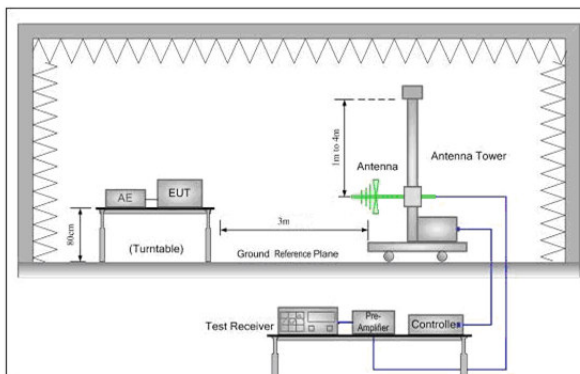 1m to 4m
Antenna
Antenna Tower
AE
EUT
80cm
(Turntable)
3m
Ground Reference Plane
Test Receiver
Pre-
Amplifier
Controller